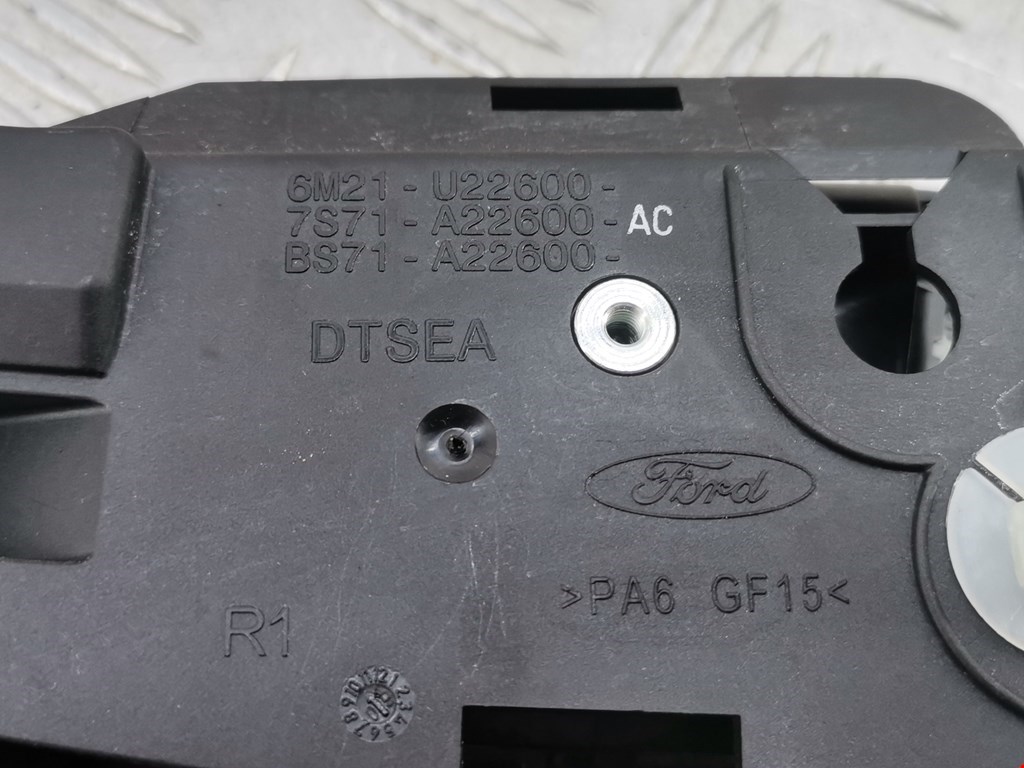 6M21 - U22600 -
7S71 - A22600 - AC
BS71 - A22600 -
DTSEA
Ford
>PA6 GF15<
R1